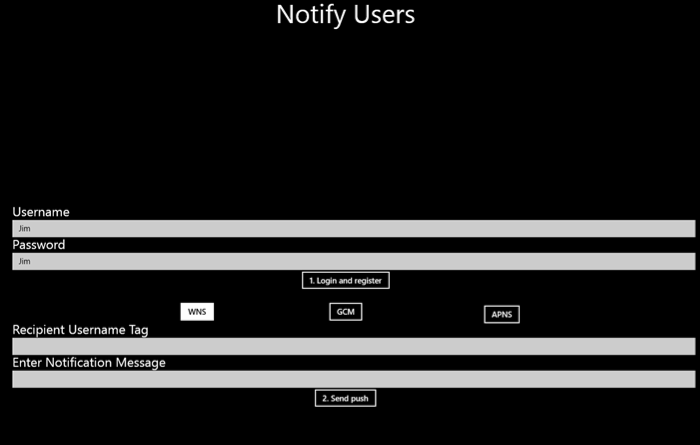 Notify Users
Username
Jim
Password
Jim
1. Login and register
WNS GCM APNS
Recipient Username Tag
Enter Notification Message
2. Send push